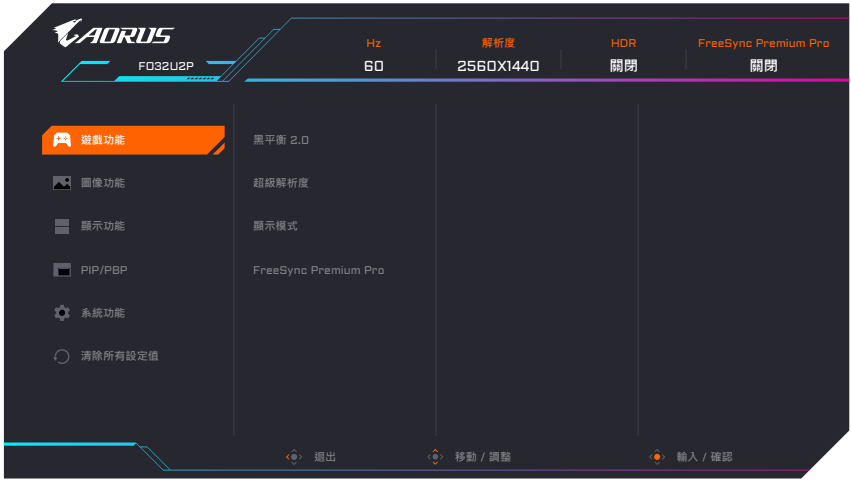 AORUS
FO32U2P
Hz 解析度 HDR FreeSync Premium Pro
60 2560X1440 關閉 關閉
遊戲功能 黑平衡 2.0
圖像功能 超級解析度
顯示功能 顯示模式
PIP/PBP FreeSync Premium Pro
系統功能
清除所有設定值
退出 移動 / 調整 輸入 / 確認